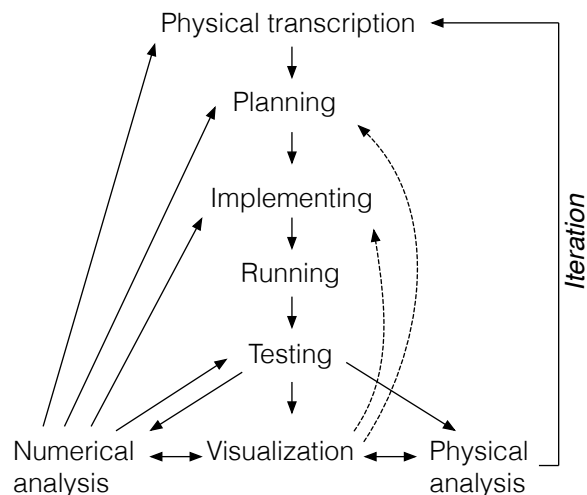 Physical transcription
Planning
Implementing
Iteration
Running
Testing
Numerical
analysis
Visualization
Physical
analysis